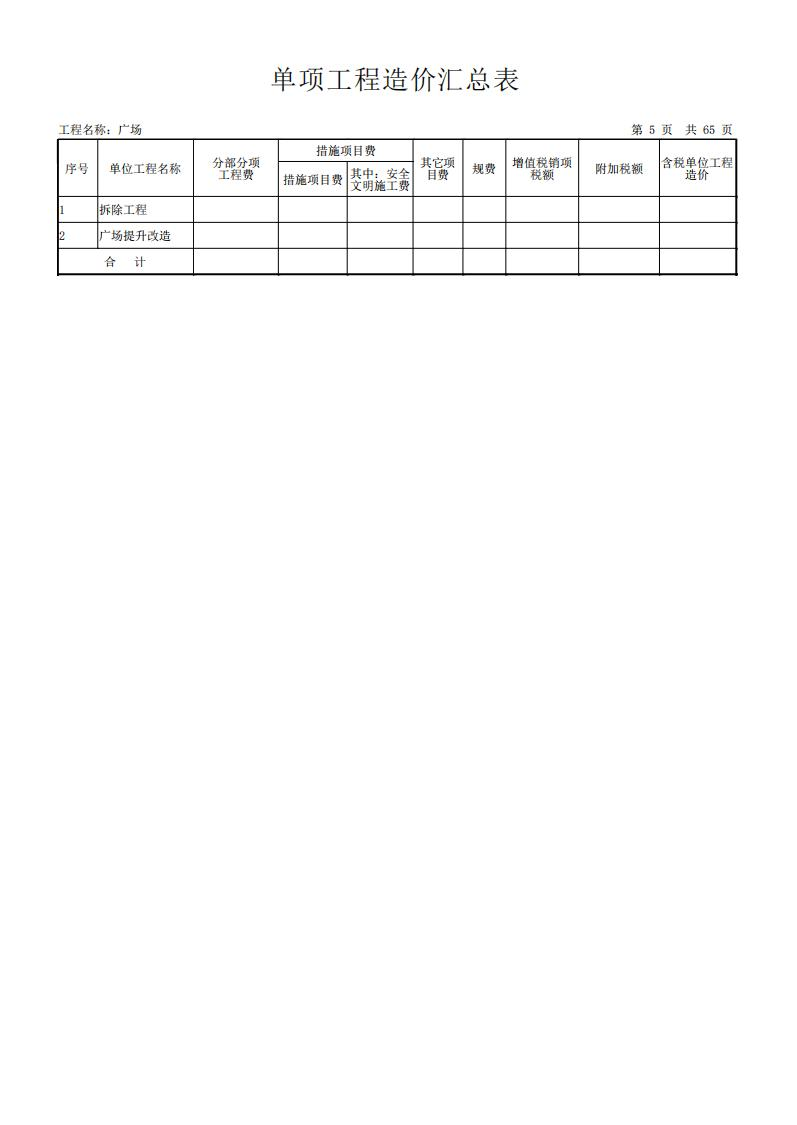 单项工程造价汇总表
工程名称：广场 第 5 页 共 65 页
序号 单位工程名称 分部分项工程费 措施项目费 其它项目费 规费 增值税销项税额 附加税额 含税单位工程造价
措施项目费 其中：安全文明施工费
1 拆除工程
2 广场提升改造
合 计